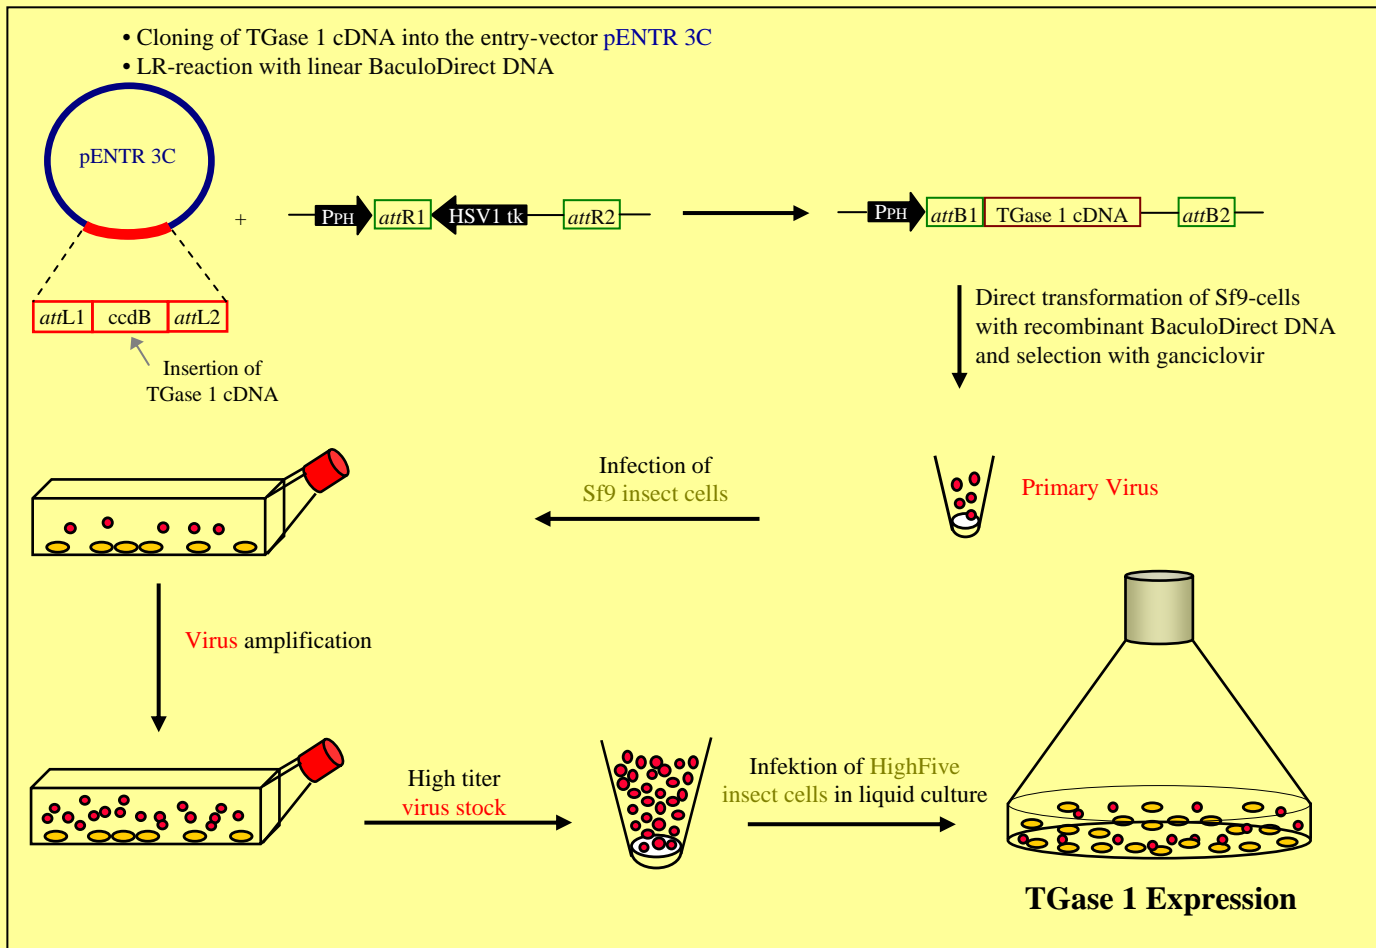 • Cloning of TGase 1 cDNA into the entry-vector pENTR 3C
• LR-reaction with linear BaculoDirect DNA
pENTR 3C
+
PPH
attR1
HSV1 tk
attR2
PPH
attB1
TGase 1 cDNA
attB2
attL1
ccdB
attL2
Insertion of
TGase 1 cDNA
Direct transformation of Sf9-cells
with recombinant BaculoDirect DNA
and selection with ganciclovir
Infection of
Sf9 insect cells
Primary Virus
Virus amplification
High titer
virus stock
Infektion of HighFive
insect cells in liquid culture
TGase 1 Expression